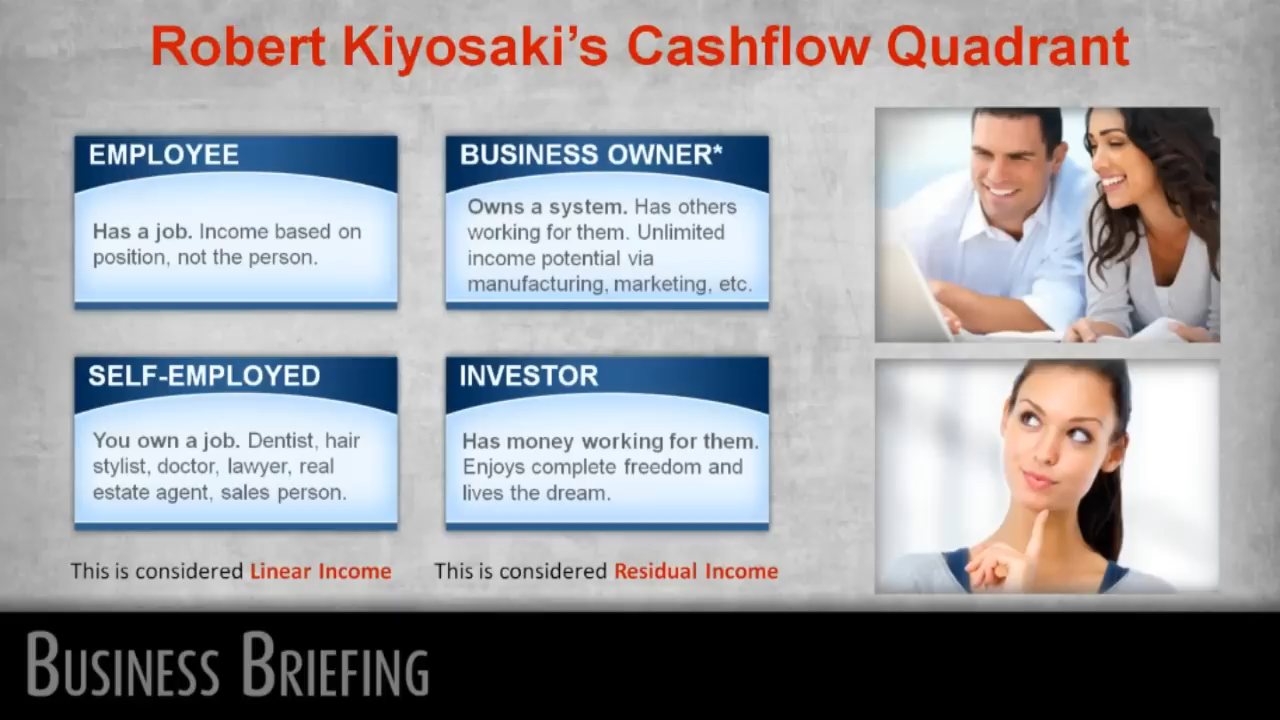 Robert Kiyosaki’s Cashflow Quadrant
EMPLOYEE
Has a job. Income based on
position, not the person.
BUSINESS OWNER*
Owns a system. Has others
working for them. Unlimited
income potential via
manufacturing, marketing, etc.
SELF-EMPLOYED
You own a job. Dentist, hair
stylist, doctor, lawyer, real
estate agent, sales person.
INVESTOR
Has money working for them.
Enjoys complete freedom and
lives the dream.
This is considered Linear Income
This is considered Residual Income
BUSINESS BRIEFING